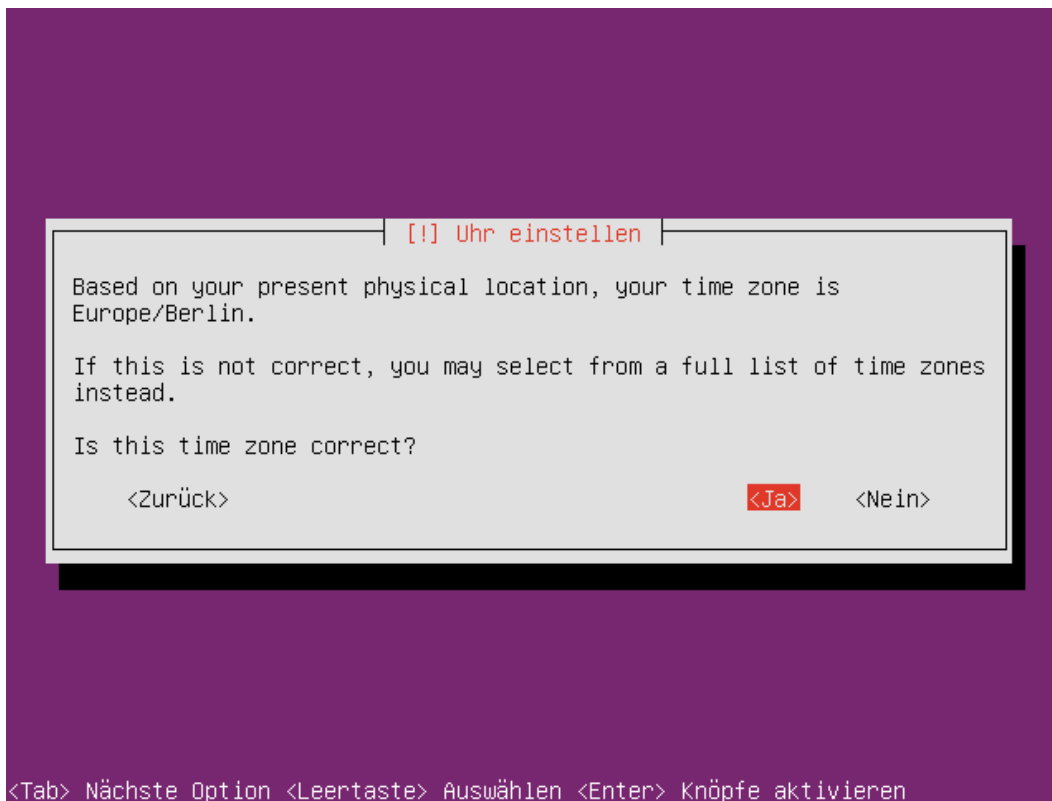 [!] Uhr einstellen
Based on your present physical location, your time zone is
Europe/Berlin.
If this is not correct, you may select from a full list of time zones
instead.
Is this time zone correct?
<Zurück> <Ja> <Nein>
<Tab> Nächste Option <Leertaste> Auswählen <Enter> Knöpfe aktivieren